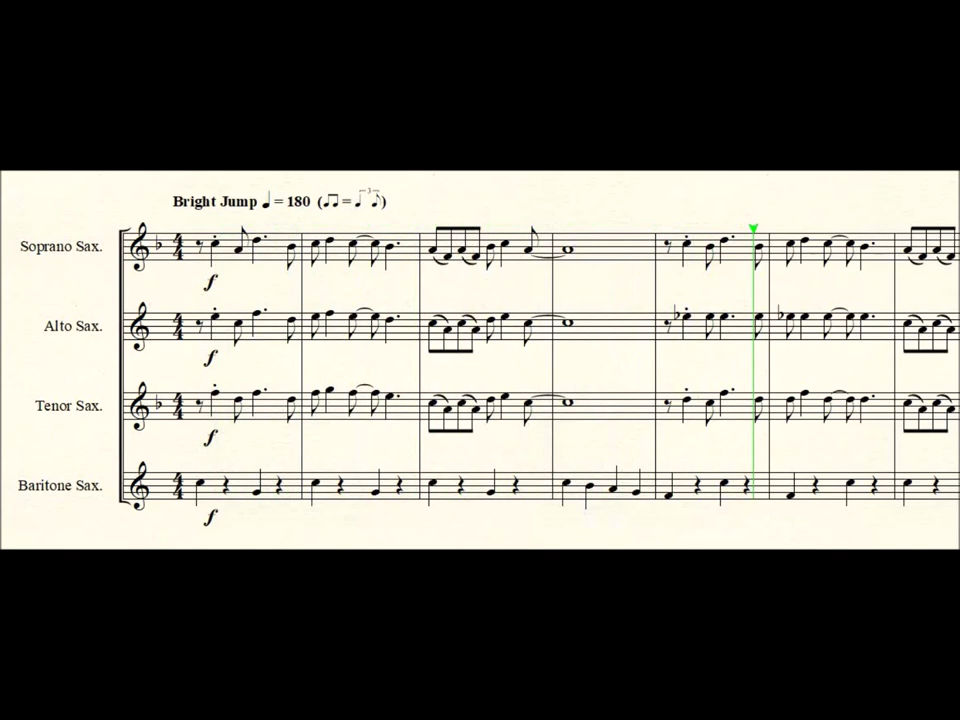 Bright Jump ♩ = 180 (♫ = ♩ ♪)
3
Soprano Sax.
f
Alto Sax.
f
Tenor Sax.
f
Baritone Sax.
f